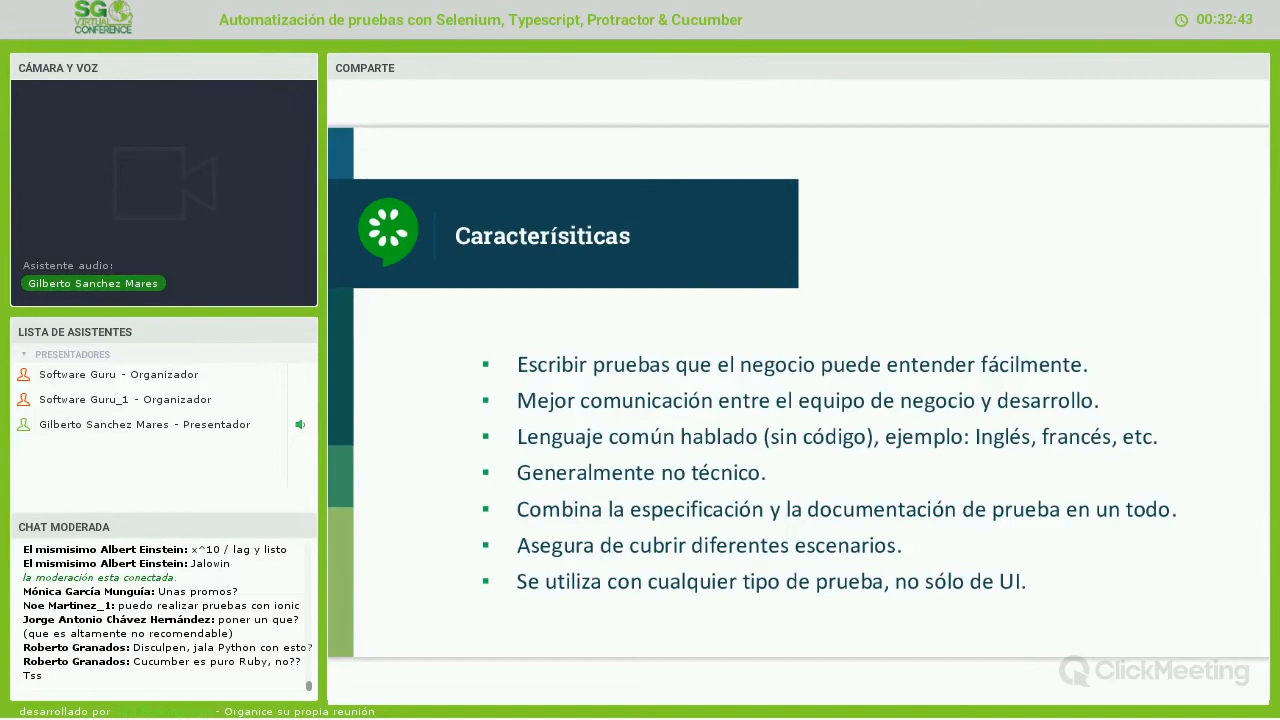 SG
VIRTUAL
CONFERENCE
Automatización de pruebas con Selenium, Typescript, Protractor & Cucumber
00:32:43
CÁMARA Y VOZ
Asistente audio:
Gilberto Sanchez Mares
LISTA DE ASISTENTES
PRESENTADORES
Software Guru - Organizador
Software Guru_1 - Organizador
Gilberto Sanchez Mares - Presentador
CHAT MODERADA
El mismisimo Albert Einstein: x^10 / lag y listo
El mismisimo Albert Einstein: Jalowin
la moderación esta conectada.
Mónica García Munguía: Unas promos?
Noe Martinez_1: puedo realizar pruebas con ionic
Jorge Antonio Chávez Hernández: poner un que?
(que es altamente no recomendable)
Roberto Granados: Disculpen, jala Python con esto?
Roberto Granados: Cucumber es puro Ruby, no??
Tss
COMPARTE
Caracterísiticas
▪ Escribir pruebas que el negocio puede entender fácilmente.
▪ Mejor comunicación entre el equipo de negocio y desarrollo.
▪ Lenguaje común hablado (sin código), ejemplo: Inglés, francés, etc.
▪ Generalmente no técnico.
▪ Combina la especificación y la documentación de prueba en un todo.
▪ Asegura de cubrir diferentes escenarios.
▪ Se utiliza con cualquier tipo de prueba, no sólo de UI.
ClickMeeting
desarrollado por - Organice su propia reunión